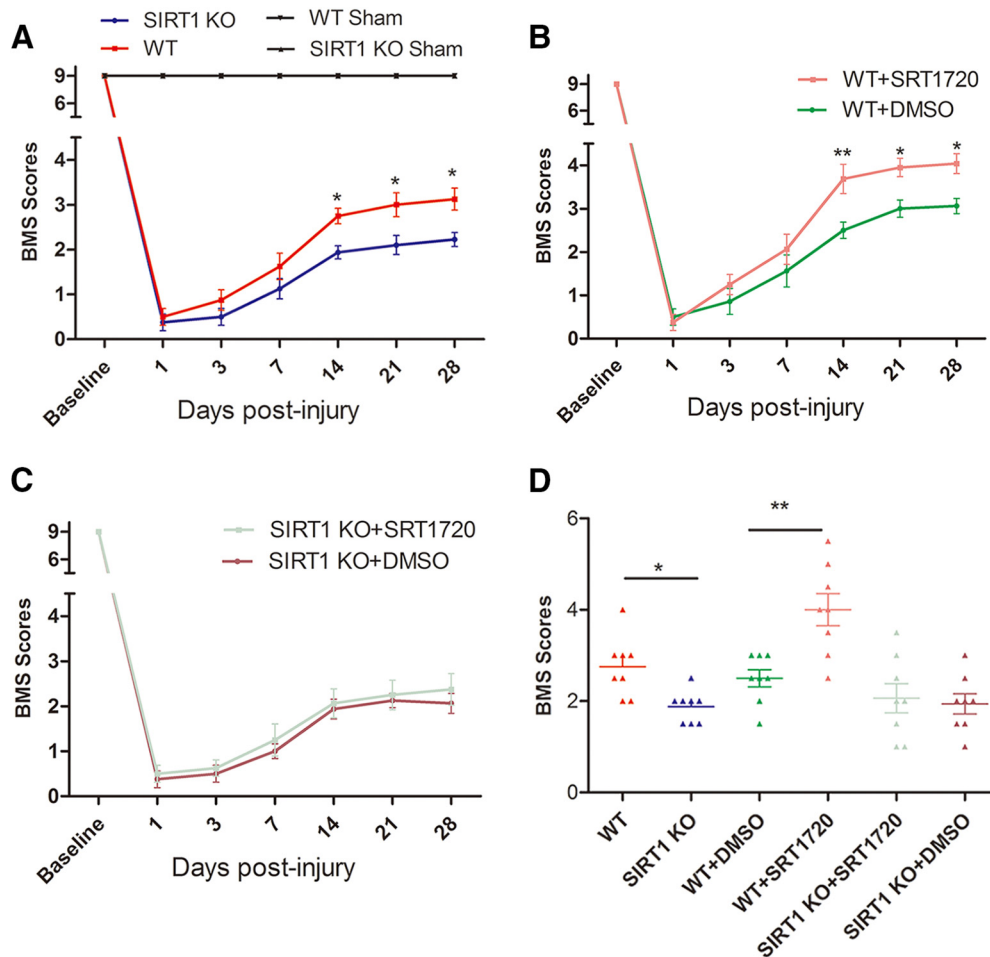 A
SIRT1 KO
WT Sham
WT
SIRT1 KO Sham
9
6
4
3
2
1
0
BMS Scores
* * *
Baseline 1 3 7 14 21 28
Days post-injury
B
WT+SRT1720
WT+DMSO
9
6
4
3
2
1
0
BMS Scores
** * *
Baseline 1 3 7 14 21 28
Days post-injury
C
SIRT1 KO+SRT1720
SIRT1 KO+DMSO
9
6
4
3
2
1
0
BMS Scores
Baseline 1 3 7 14 21 28
Days post-injury
D
6
4
2
0
BMS Scores
* **
WT
SIRT1 KO
WT+DMSO
WT+SRT1720
SIRT1 KO+SRT1720
SIRT1 KO+DMSO